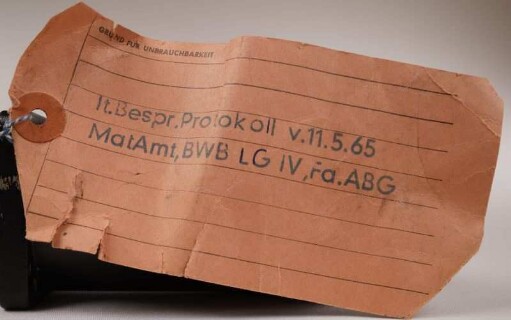 GRUND FÜR UNBRAUCHBARKEIT
lt.Bespr.Protokoll v.11.5.65
MatAmt,BWB LG IV,Fa.ABG